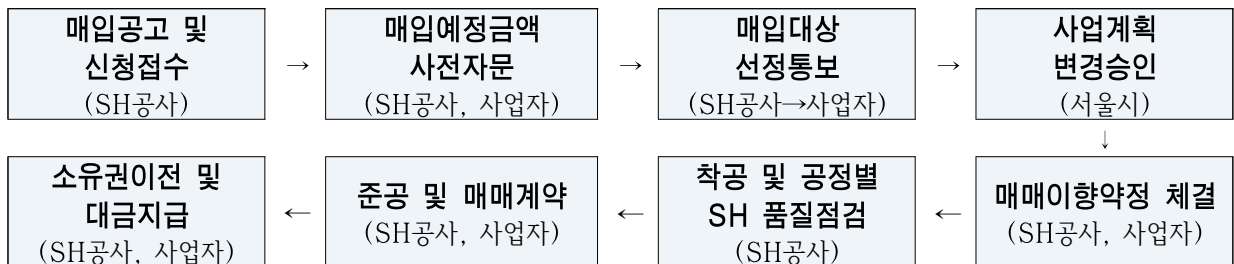 매입공고 및
신청접수
(SH공사)
→
매입예정금액
사전자문
(SH공사, 사업자)
→
매입대상
선정통보
(SH공사→사업자)
→
사업계획
변경승인
(서울시)
↓
매매이향약정 체결
(SH공사, 사업자)
←
착공 및 공정별
SH 품질점검
(SH공사)
←
준공 및 매매계약
(SH공사, 사업자)
←
소유권이전 및
대금지급
(SH공사, 사업자)